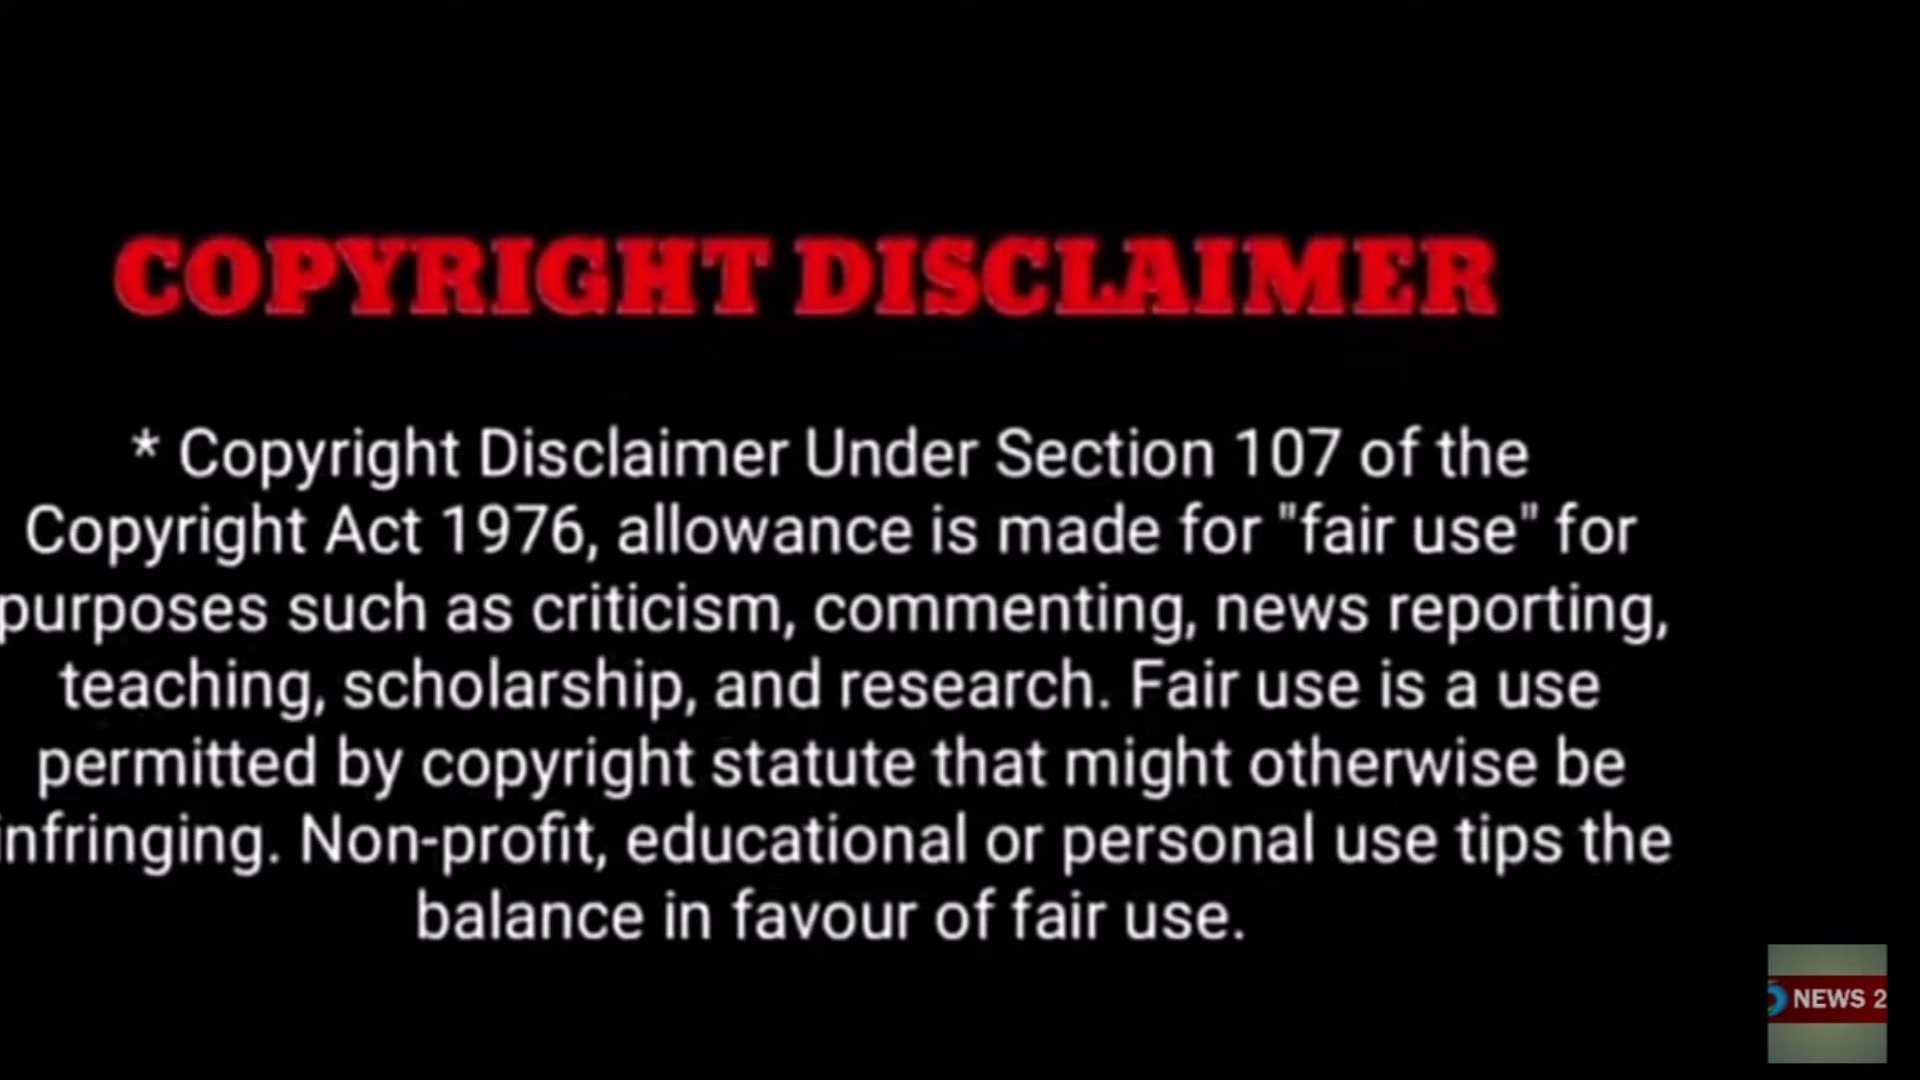 COPYRIGHT DISCLAIMER
* Copyright Disclaimer Under Section 107 of the
Copyright Act 1976, allowance is made for "fair use" for
purposes such as criticism, commenting, news reporting,
teaching, scholarship, and research. Fair use is a use
permitted by copyright statute that might otherwise be
infringing. Non-profit, educational or personal use tips the
balance in favour of fair use.
NEWS 2